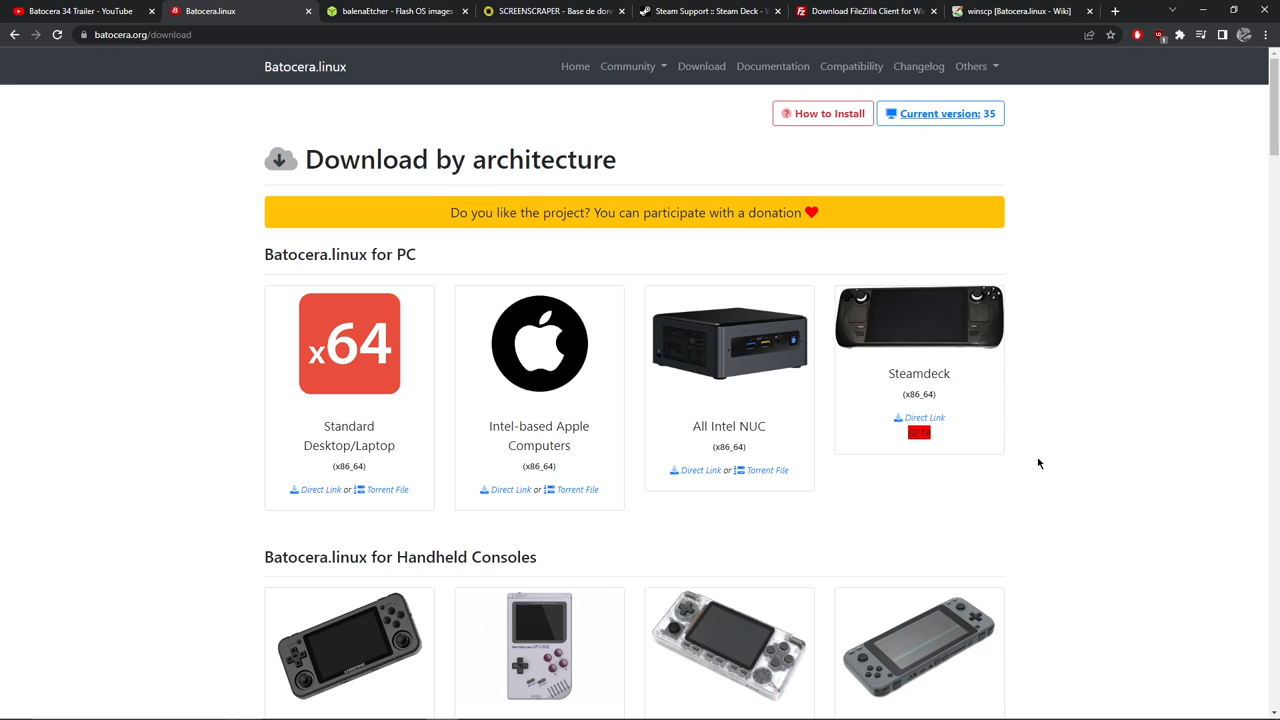 Batocera 34 Trailer - YouTube
Batocera.linux
balenaEtcher - Flash OS images
SCREENSCRAPER - Base de donn
Steam Support :: Steam Deck - V
Download FileZilla Client for Wi
winscp [Batocera.linux - Wiki]
batocera.org/download
1
Batocera.linux
Home
Community
Download
Documentation
Compatibility
Changelog
Others
How to Install
Current version: 35
Download by architecture
Do you like the project? You can participate with a donation
Batocera.linux for PC
x64
Standard
Desktop/Laptop
(x86_64)
Direct Link or Torrent File
Intel-based Apple
Computers
(x86_64)
Direct Link or Torrent File
All Intel NUC
(x86_64)
Direct Link or Torrent File
Steamdeck
(x86_64)
Direct Link
BETA
Batocera.linux for Handheld Consoles